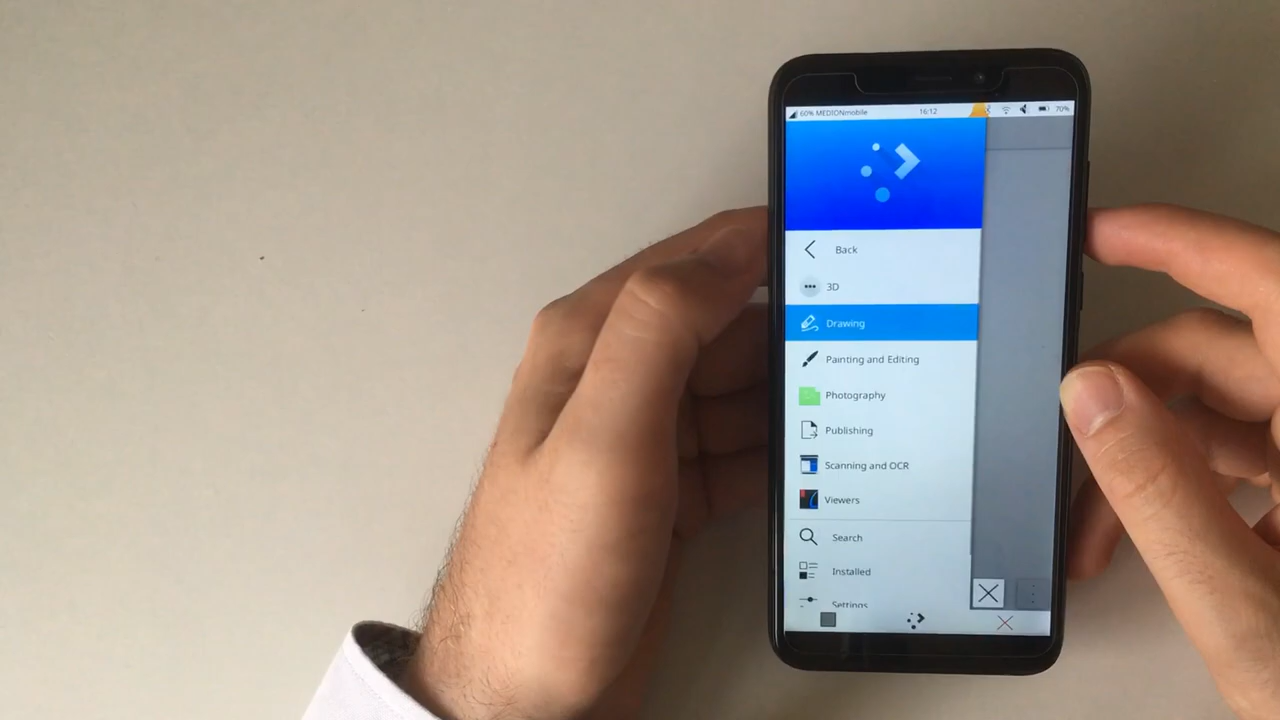 60% MEDIONmobile 16:12 70%
Back
3D
Drawing
Painting and Editing
Photography
Publishing
Scanning and OCR
Viewers
Search
Installed
Settings